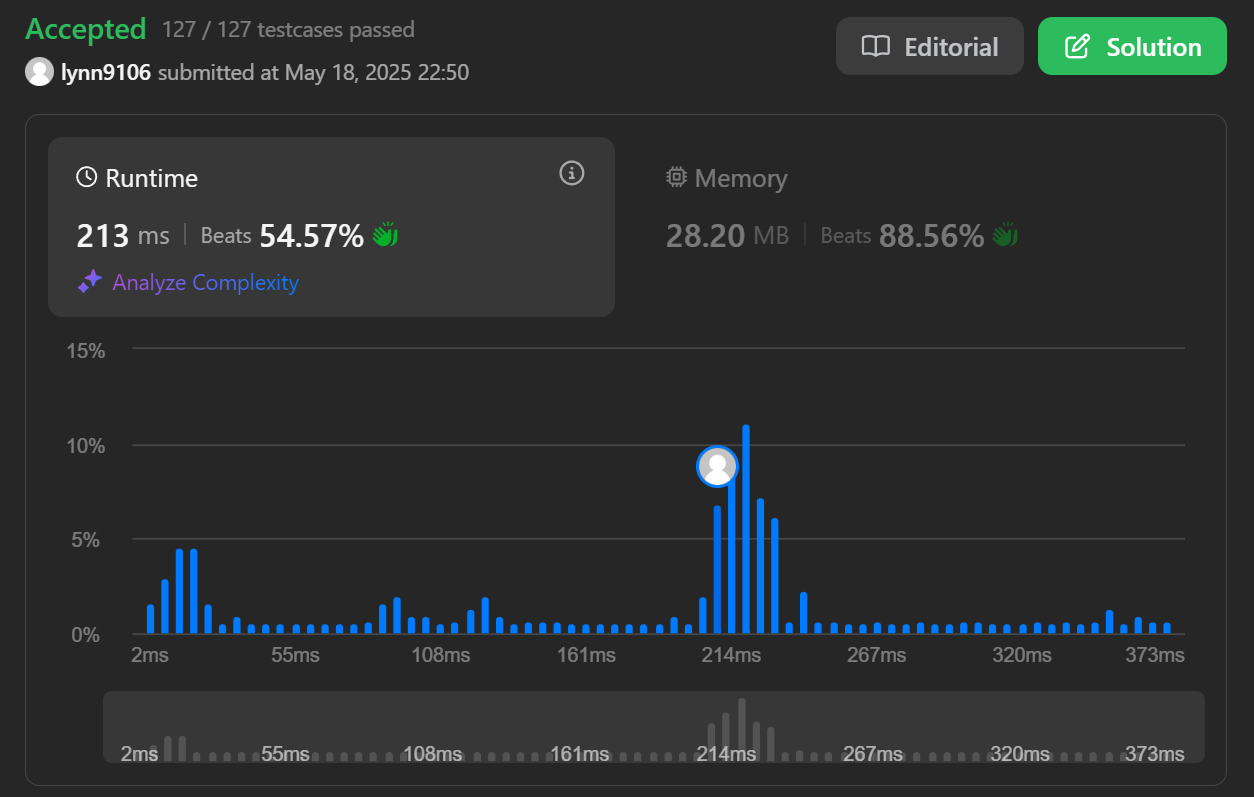 Accepted 127 / 127 testcases passed
Editorial
Solution
lynn9106 submitted at May 18, 2025 22:50
Runtime
213 ms | Beats 54.57%
Analyze Complexity
Memory
28.20 MB | Beats 88.56%
15%
10%
5%
0%
2ms 55ms 108ms 161ms 214ms 267ms 320ms 373ms
2ms 55ms 108ms 161ms 214ms 267ms 320ms 373ms